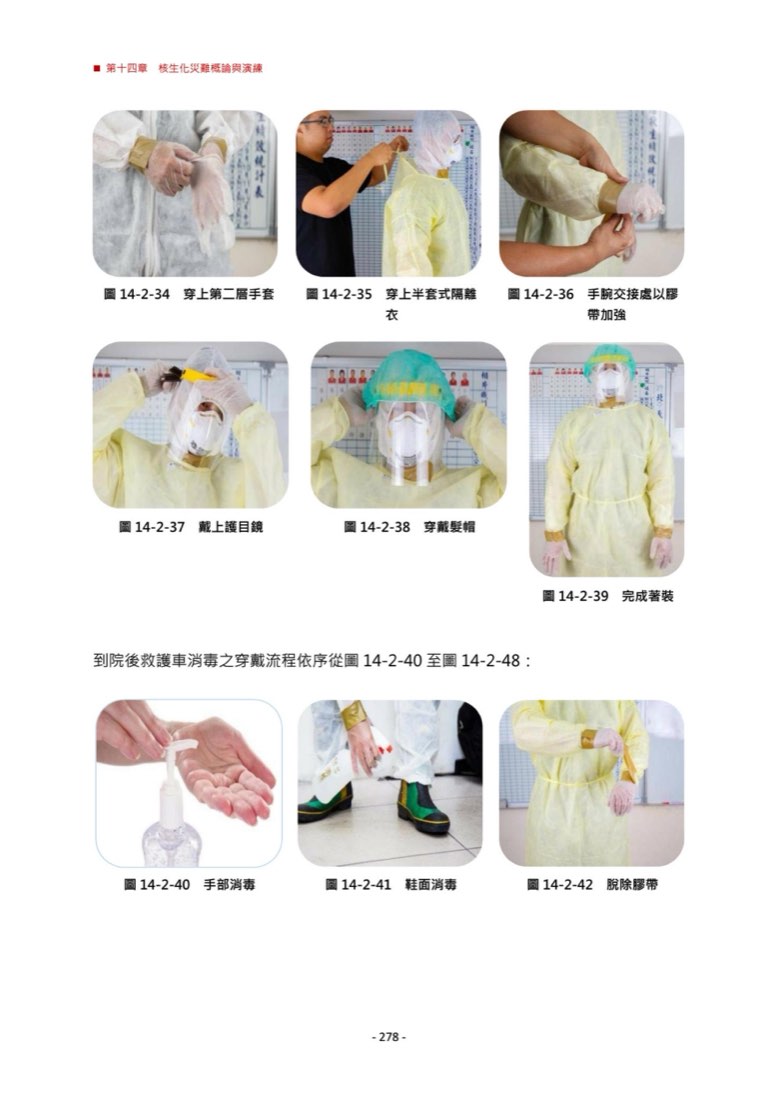 ■ 第十四章 核生化災難概論與演練
圖 14-2-34 穿上第二層手套
圖 14-2-35 穿上半套式隔離
衣
圖 14-2-36 手腕交接處以膠
帶加強
圖 14-2-37 戴上護目鏡
圖 14-2-38 穿戴髮帽
圖 14-2-39 完成著裝
到院後救護車消毒之穿戴流程依序從圖 14-2-40 至圖 14-2-48：
圖 14-2-40 手部消毒
圖 14-2-41 鞋面消毒
圖 14-2-42 脫除膠帶
- 278 -